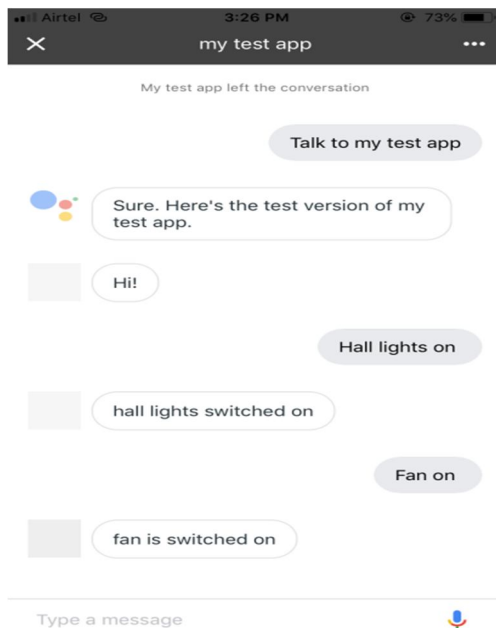 Airtel 3:26 PM 73%
my test app
My test app left the conversation
Talk to my test app
Sure. Here's the test version of my
test app.
Hi!
Hall lights on
hall lights switched on
Fan on
fan is switched on
Type a message